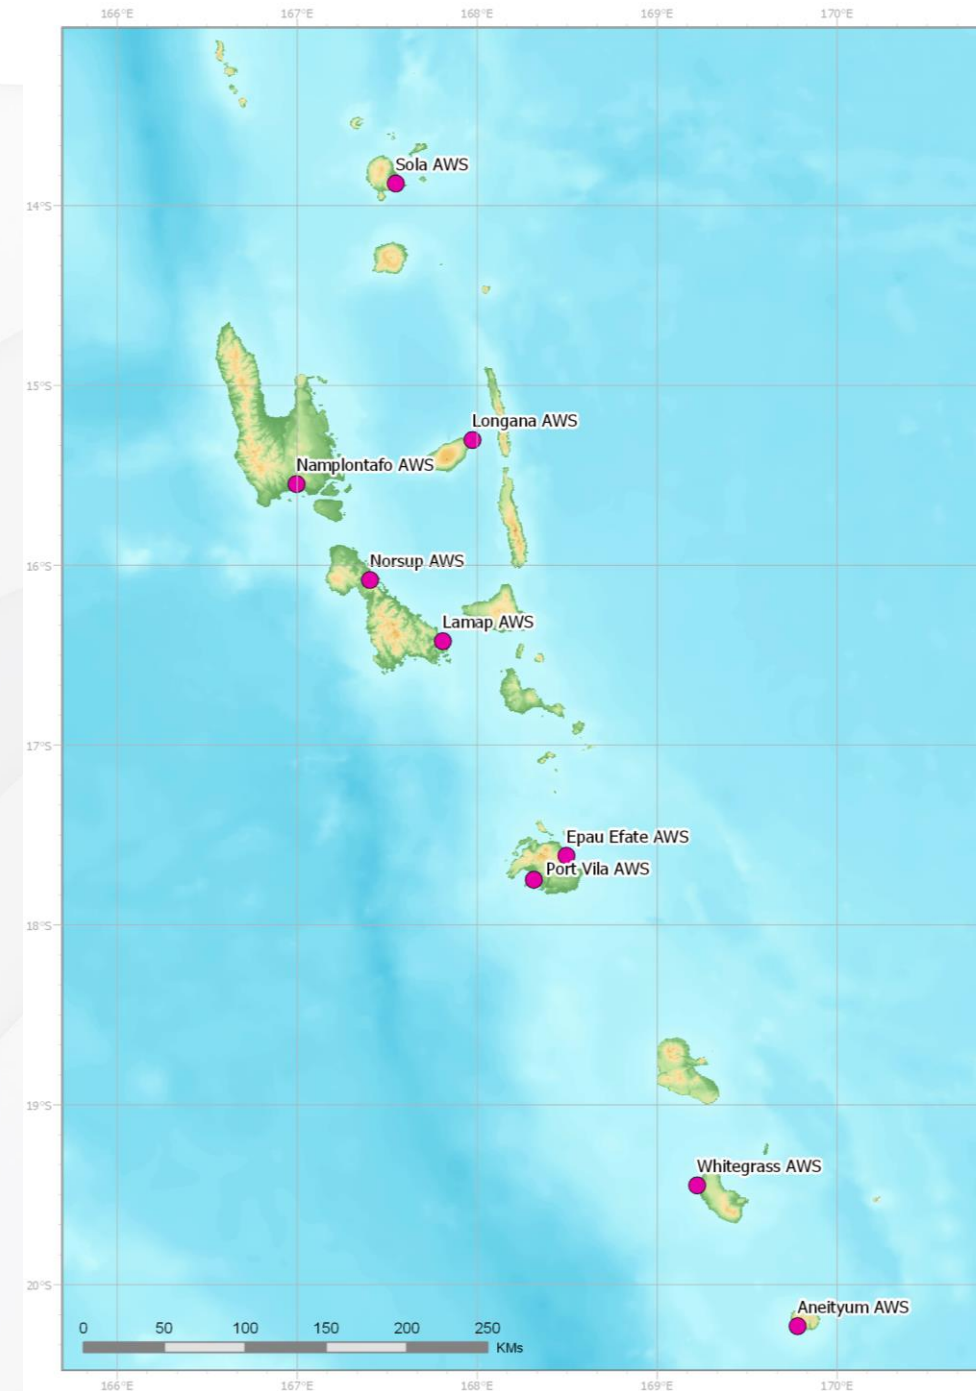 166°E 167°E 168°E 169°E 170°E
Sola AWS
14°S
15°S
Longana AWS
Namplontafo AWS
Norsup AWS
16°S
Lamap AWS
17°S
Epau Efate AWS
Port Vila AWS
18°S
19°S
Whitegrass AWS
20°S
Aneityum AWS
0 50 100 150 200 250
KMs
166°E 167°E 168°E 169°E 170°E